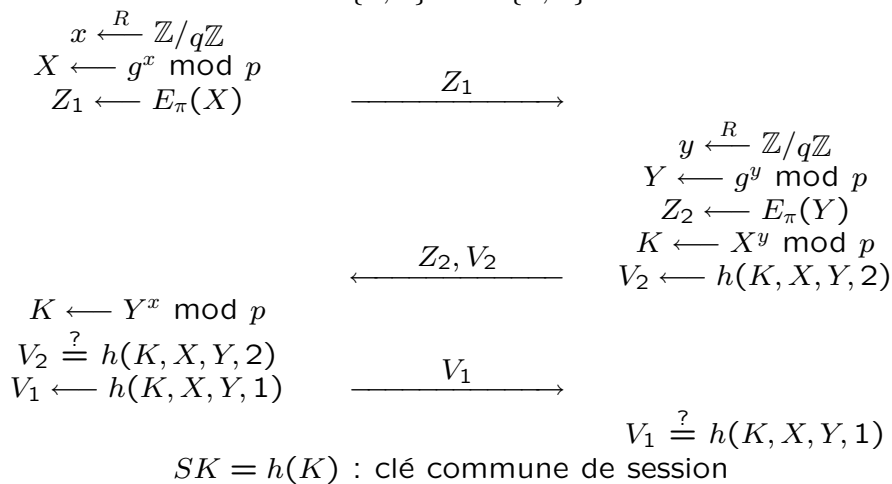 x ←R ℤ/qℤ
X ← g^x mod p
Z₁ ← E_π(X)
Z₁
y ←R ℤ/qℤ
Y ← g^y mod p
Z₂ ← E_π(Y)
K ← X^y mod p
V₂ ← h(K, X, Y, 2)
Z₂, V₂
K ← Y^x mod p
V₂ ≟ h(K, X, Y, 2)
V₁ ← h(K, X, Y, 1)
V₁
V₁ ≟ h(K, X, Y, 1)
SK = h(K) : clé commune de session